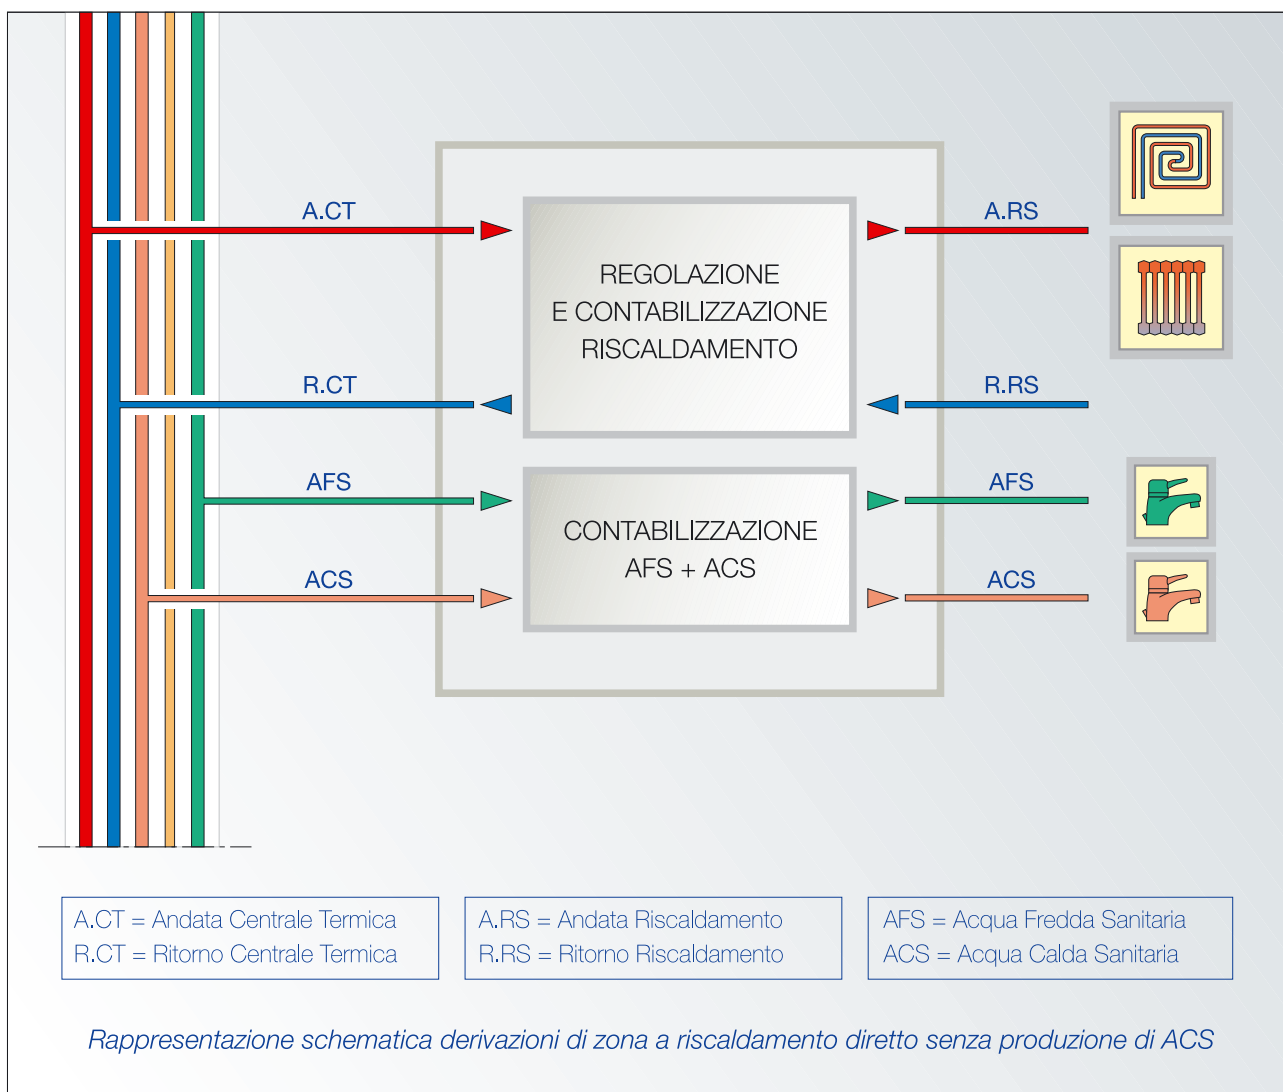 A.CT
A.RS
REGOLAZIONE
E CONTABILIZZAZIONE
RISCALDAMENTO
R.CT
R.RS
AFS
AFS
CONTABILIZZAZIONE
AFS + ACS
ACS
ACS
A.CT = Andata Centrale Termica
R.CT = Ritorno Centrale Termica
A.RS = Andata Riscaldamento
R.RS = Ritorno Riscaldamento
AFS = Acqua Fredda Sanitaria
ACS = Acqua Calda Sanitaria
Rappresentazione schematica derivazioni di zona a riscaldamento diretto senza produzione di ACS